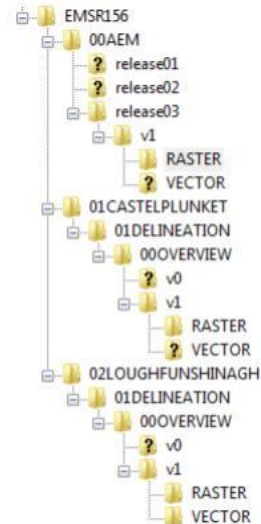 EMSR156
00AEM
release01
release02
release03
v1
RASTER
VECTOR
01CASTELPLUNKET
01DELINEATION
00OVERVIEW
v0
v1
RASTER
VECTOR
02LOUGHFUNSHINAGH
01DELINEATION
00OVERVIEW
v0
v1
RASTER
VECTOR